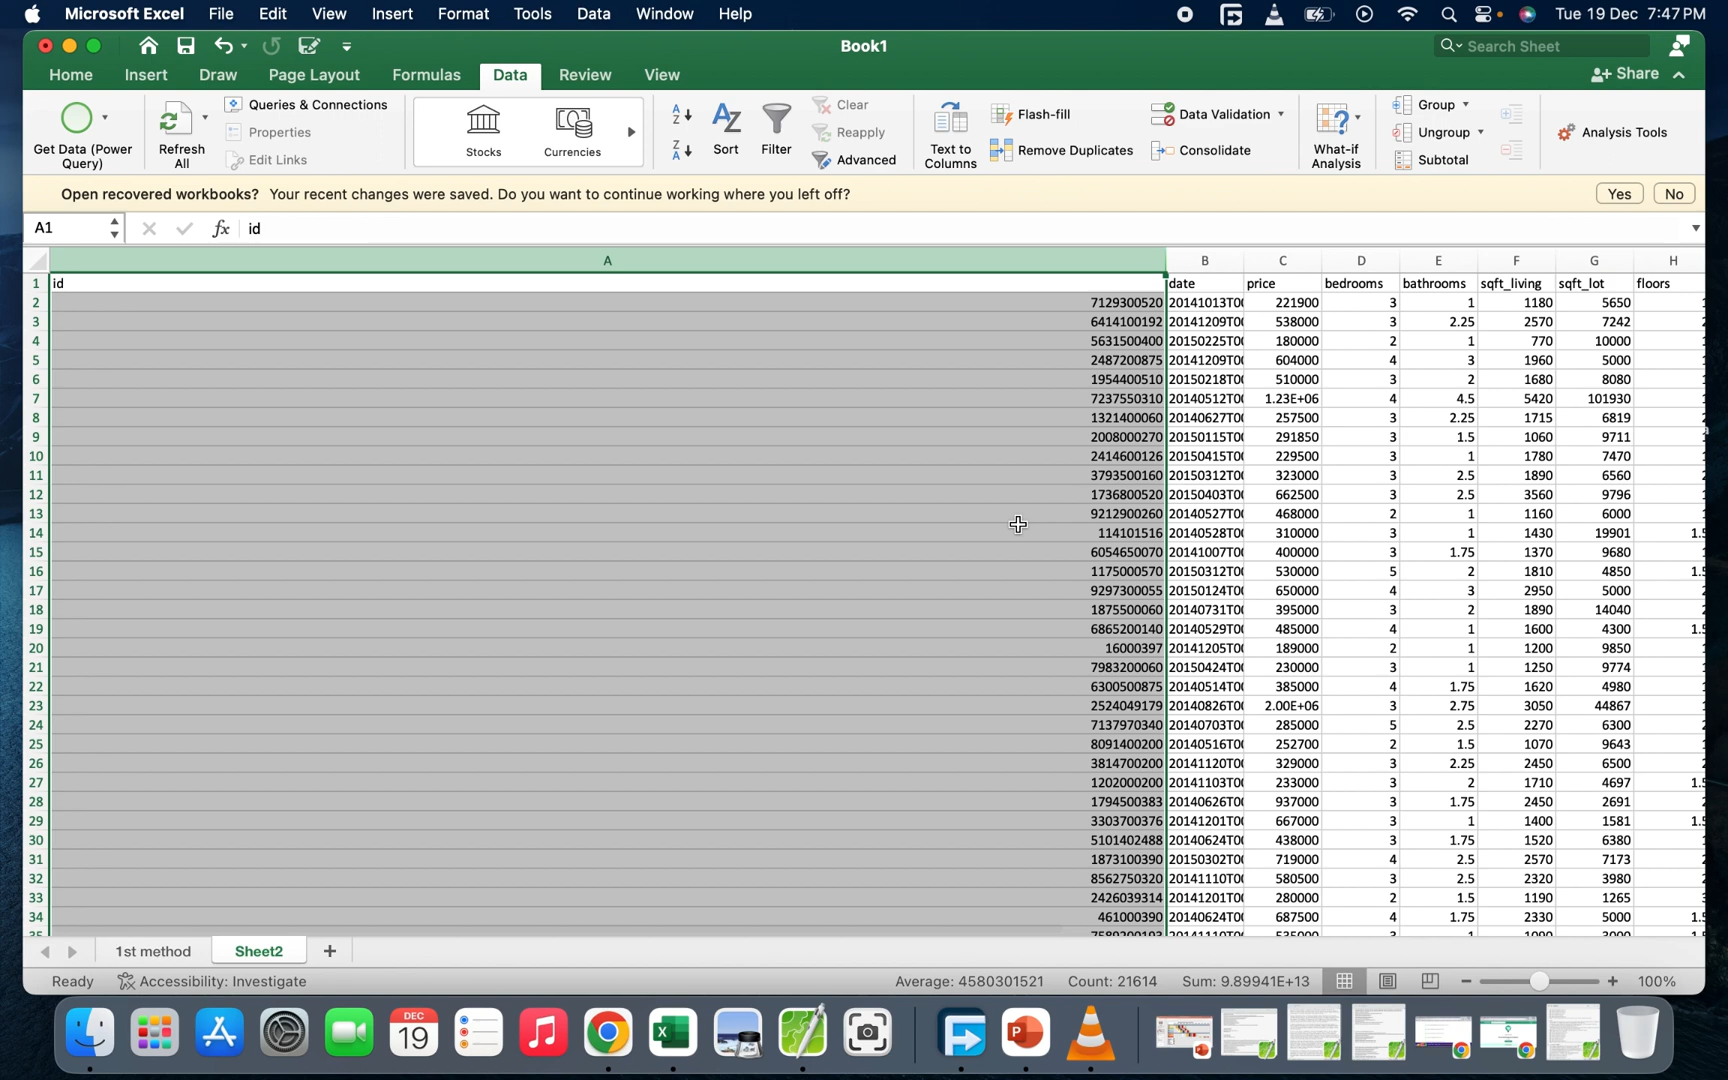 Microsoft Excel File Edit View Insert Format Tools Data Window Help Tue 19 Dec 7:47 PM
Book1 Search Sheet
Home Insert Draw Page Layout Formulas Data Review View Share
Get Data (Power Query) Refresh All Queries & Connections Properties Edit Links Stocks Currencies Sort Filter Clear Reapply Advanced Text to Columns Flash-fill Remove Duplicates Data Validation Consolidate What-if Analysis Group Ungroup Subtotal Analysis Tools
Open recovered workbooks? Your recent changes were saved. Do you want to continue working where you left off? Yes No
A1 fx id
A B C D E F G H
1 id date price bedrooms bathrooms sqft_living sqft_lot floors
2 7129300520 20141013T0 221900 3 1 1180 5650
3 6414100192 20141209T0 538000 3 2.25 2570 7242
4 5631500400 20150225T0 180000 2 1 770 10000
5 2487200875 20141209T0 604000 4 3 1960 5000
6 1954400510 20150218T0 510000 3 2 1680 8080
7 7237550310 20140512T0 1.23E+06 4 4.5 5420 101930
8 1321400060 20140627T0 257500 3 2.25 1715 6819
9 2008000270 20150115T0 291850 3 1.5 1060 9711
10 2414600126 20150415T0 229500 3 1 1780 7470
11 3793500160 20150312T0 323000 3 2.5 1890 6560
12 1736800520 20150403T0 662500 3 2.5 3560 9796
13 9212900260 20140527T0 468000 2 1 1160 6000
14 114101516 20140528T0 310000 3 1 1430 19901 1.5
15 6054650070 20141007T0 400000 3 1.75 1370 9680
16 1175000570 20150312T0 530000 5 2 1810 4850 1.5
17 9297300055 20150124T0 650000 4 3 2950 5000
18 1875500060 20140731T0 395000 3 2 1890 14040
19 6865200140 20140529T0 485000 4 1 1600 4300 1.5
20 16000397 20141205T0 189000 2 1 1200 9850
21 7983200060 20150424T0 230000 3 1 1250 9774
22 6300500875 20140514T0 385000 4 1.75 1620 4980
23 2524049179 20140826T0 2.00E+06 3 2.75 3050 44867
24 7137970340 20140703T0 285000 5 2.5 2270 6300
25 8091400200 20140516T0 252700 2 1.5 1070 9643
26 3814700200 20141120T0 329000 3 2.25 2450 6500
27 1202000200 20141103T0 233000 3 2 1710 4697 1.5
28 1794500383 20140626T0 937000 3 1.75 2450 2691
29 3303700376 20141201T0 667000 3 1 1400 1581 1.5
30 5101402488 20140624T0 438000 3 1.75 1520 6380
31 1873100390 20150302T0 719000 4 2.5 2570 7173
32 8562750320 20141110T0 580500 3 2.5 2320 3980
33 2426039314 20141201T0 280000 2 1.5 1190 1265
34 461000390 20140624T0 687500 4 1.75 2330 5000 1.5
1st method Sheet2
Ready Accessibility: Investigate Average: 4580301521 Count: 21614 Sum: 9.89941E+13 100%
DEC
19